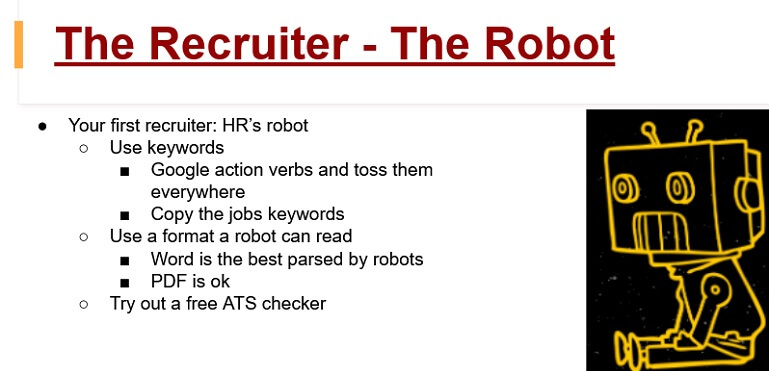 The Recruiter - The Robot
● Your first recruiter: HR's robot
○ Use keywords
■ Google action verbs and toss them
everywhere
■ Copy the jobs keywords
○ Use a format a robot can read
■ Word is the best parsed by robots
■ PDF is ok
○ Try out a free ATS checker